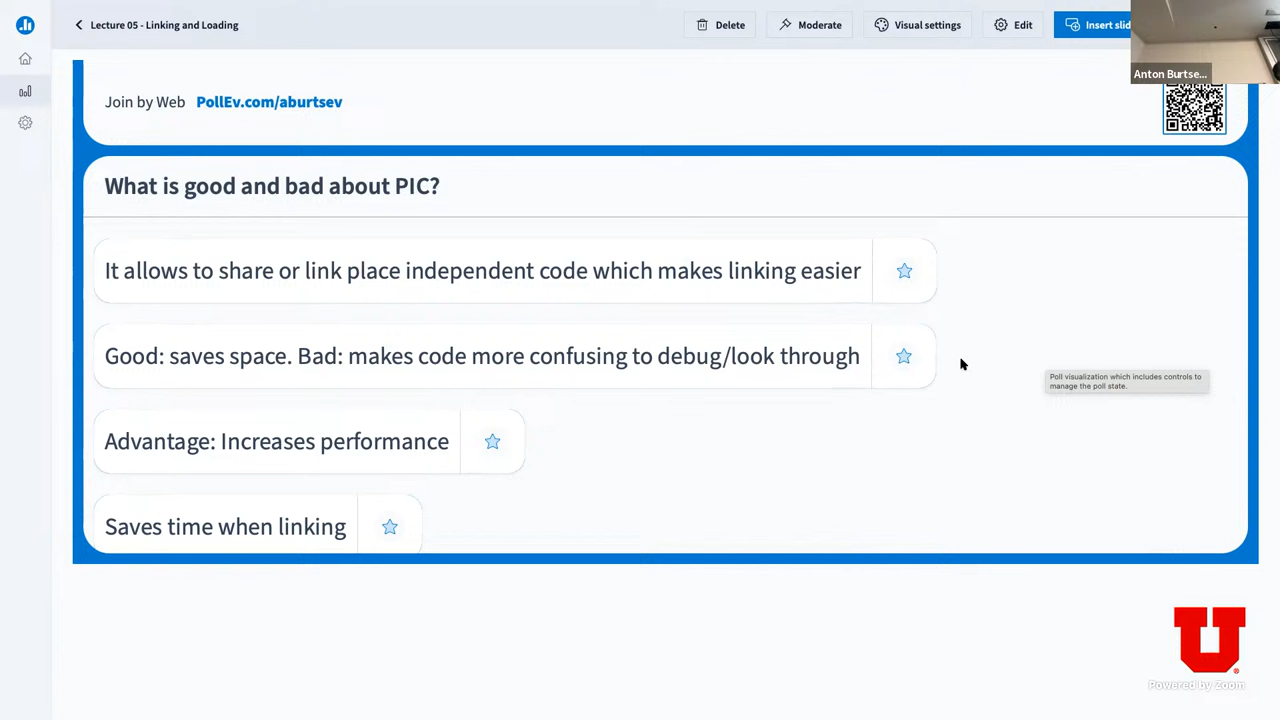 Lecture 05 - Linking and Loading
Delete
Moderate
Visual settings
Edit
Insert slid
Anton Burtse...
Join by Web PollEv.com/aburtsev
What is good and bad about PIC?
It allows to share or link place independent code which makes linking easier
Good: saves space. Bad: makes code more confusing to debug/look through
Poll visualization which includes controls to
manage the poll state.
Advantage: Increases performance
Saves time when linking
U
Powered by Zoom